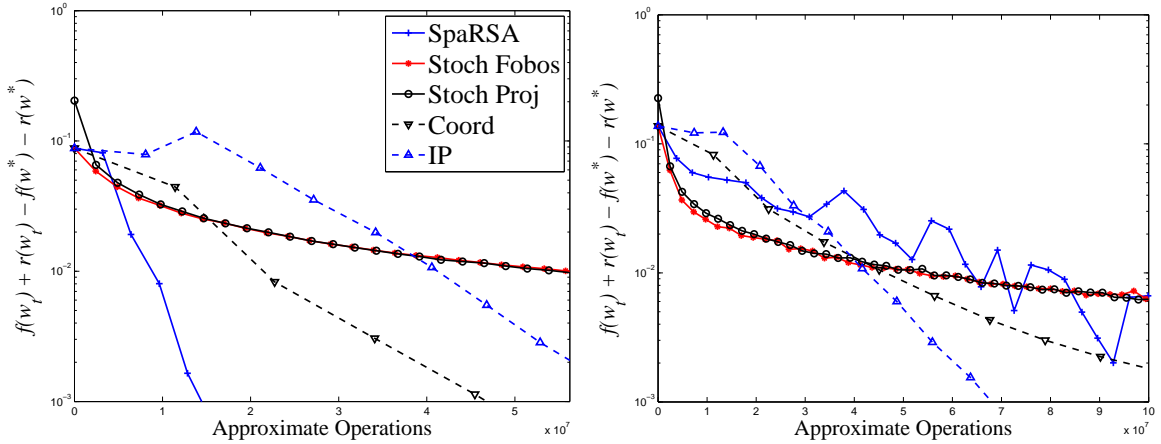 10^0
10^-1
10^-2
10^-3
f(w_t) + r(w_t) − f(w^*) − r(w^*)
SpaRSA
Stoch Fobos
Stoch Proj
Coord
IP
0 1 2 3 4 5
Approximate Operations
x 10^7
10^0
10^-1
10^-2
10^-3
f(w_t) + r(w_t) − f(w^*) − r(w^*)
0 1 2 3 4 5 6 7 8 9 10
Approximate Operations
x 10^7